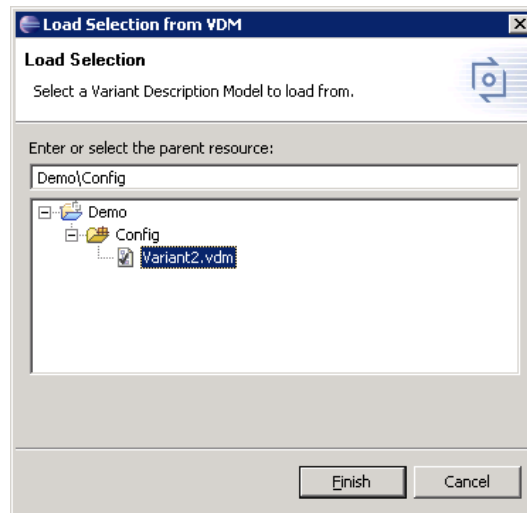 Load Selection from VDM
Load Selection
Select a Variant Description Model to load from.
Enter or select the parent resource:
Demo\Config
Demo
Config
Variant2.vdm
Finish
Cancel